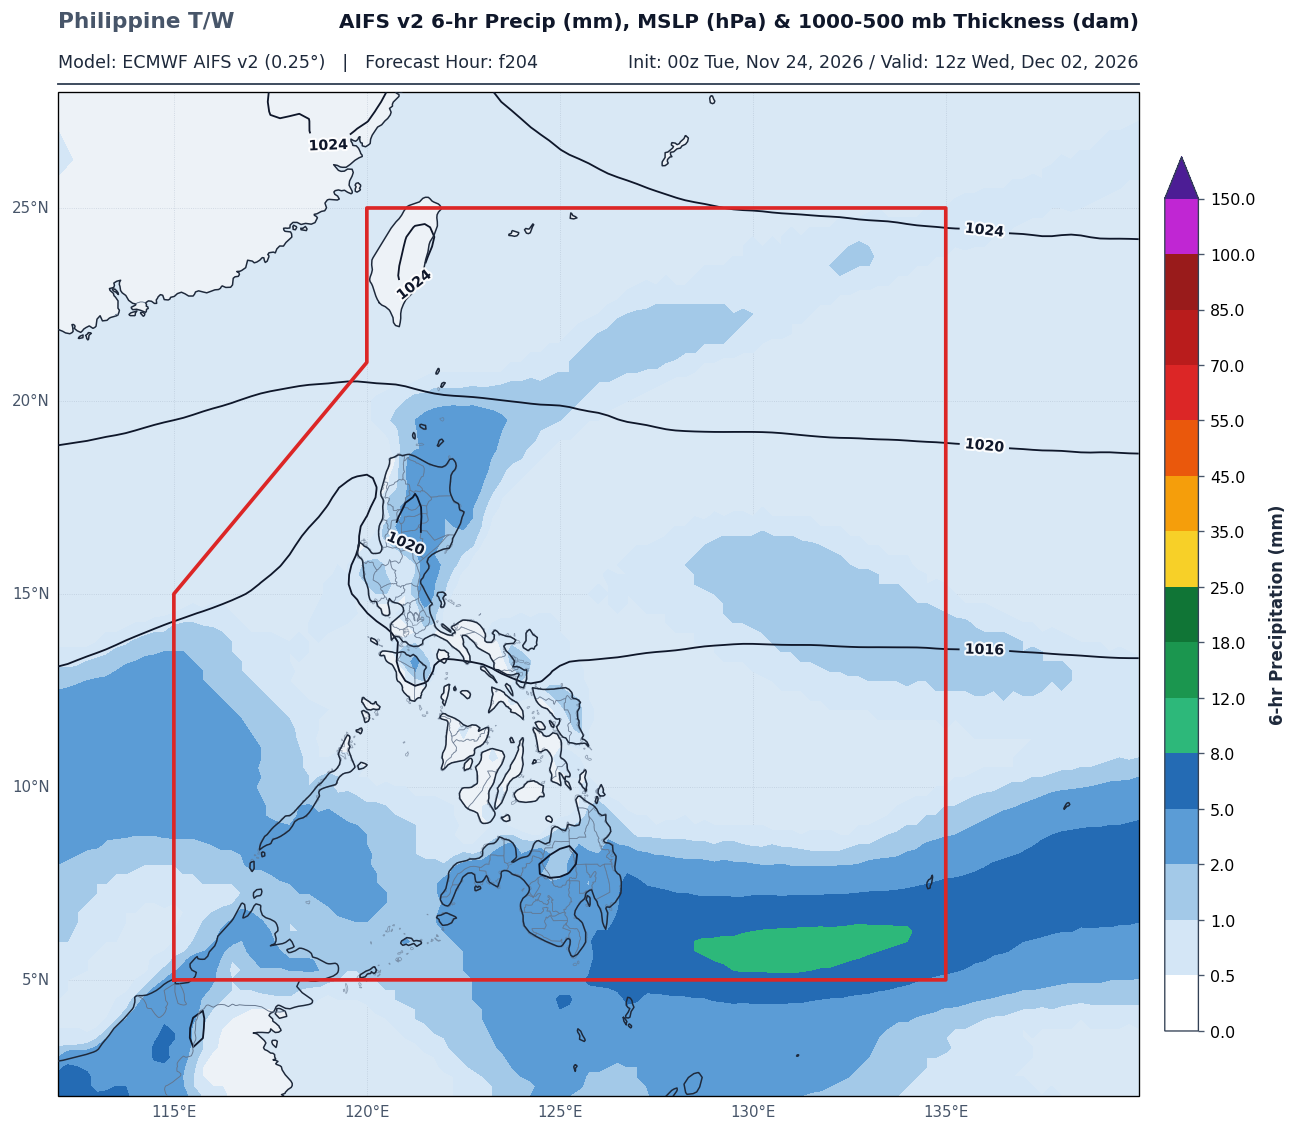 Philippine T/W
AIFS v2 6-hr Precip (mm), MSLP (hPa) & 1000-500 mb Thickness (dam)
Model: ECMWF AIFS v2 (0.25°) | Forecast Hour: f204
Init: 00z Tue, Nov 24, 2026 / Valid: 12z Wed, Dec 02, 2026
1024
25°N
1024
1024
20°N
1020
1020
15°N
1016
10°N
5°N
115°E
120°E
125°E
130°E
135°E
150.0
100.0
85.0
70.0
55.0
45.0
35.0
25.0
18.0
12.0
8.0
5.0
2.0
1.0
0.5
0.0
6-hr Precipitation (mm)